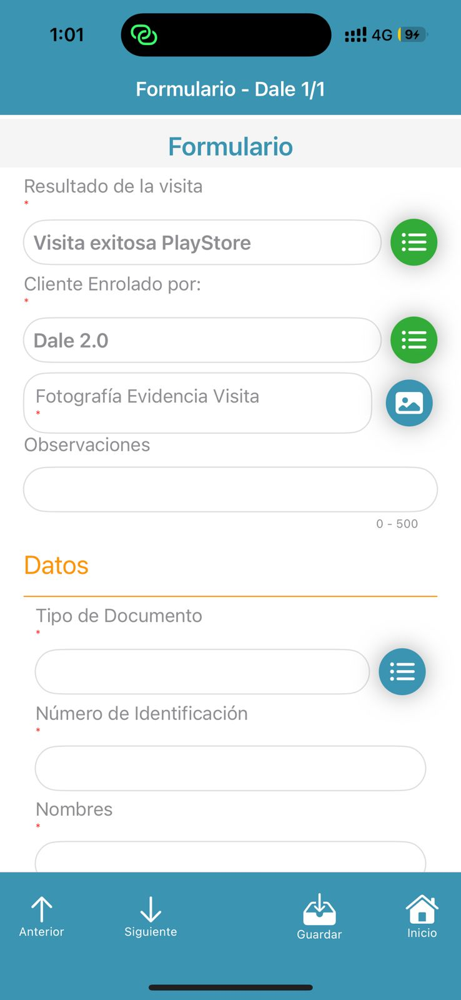 1:01
4G
9
Formulario - Dale 1/1
Formulario
Resultado de la visita
*
Visita exitosa PlayStore
Cliente Enrolado por:
*
Dale 2.0
Fotografía Evidencia Visita
*
Observaciones
0 - 500
Datos
Tipo de Documento
*
Número de Identificación
*
Nombres
*
Anterior
Siguiente
Guardar
Inicio